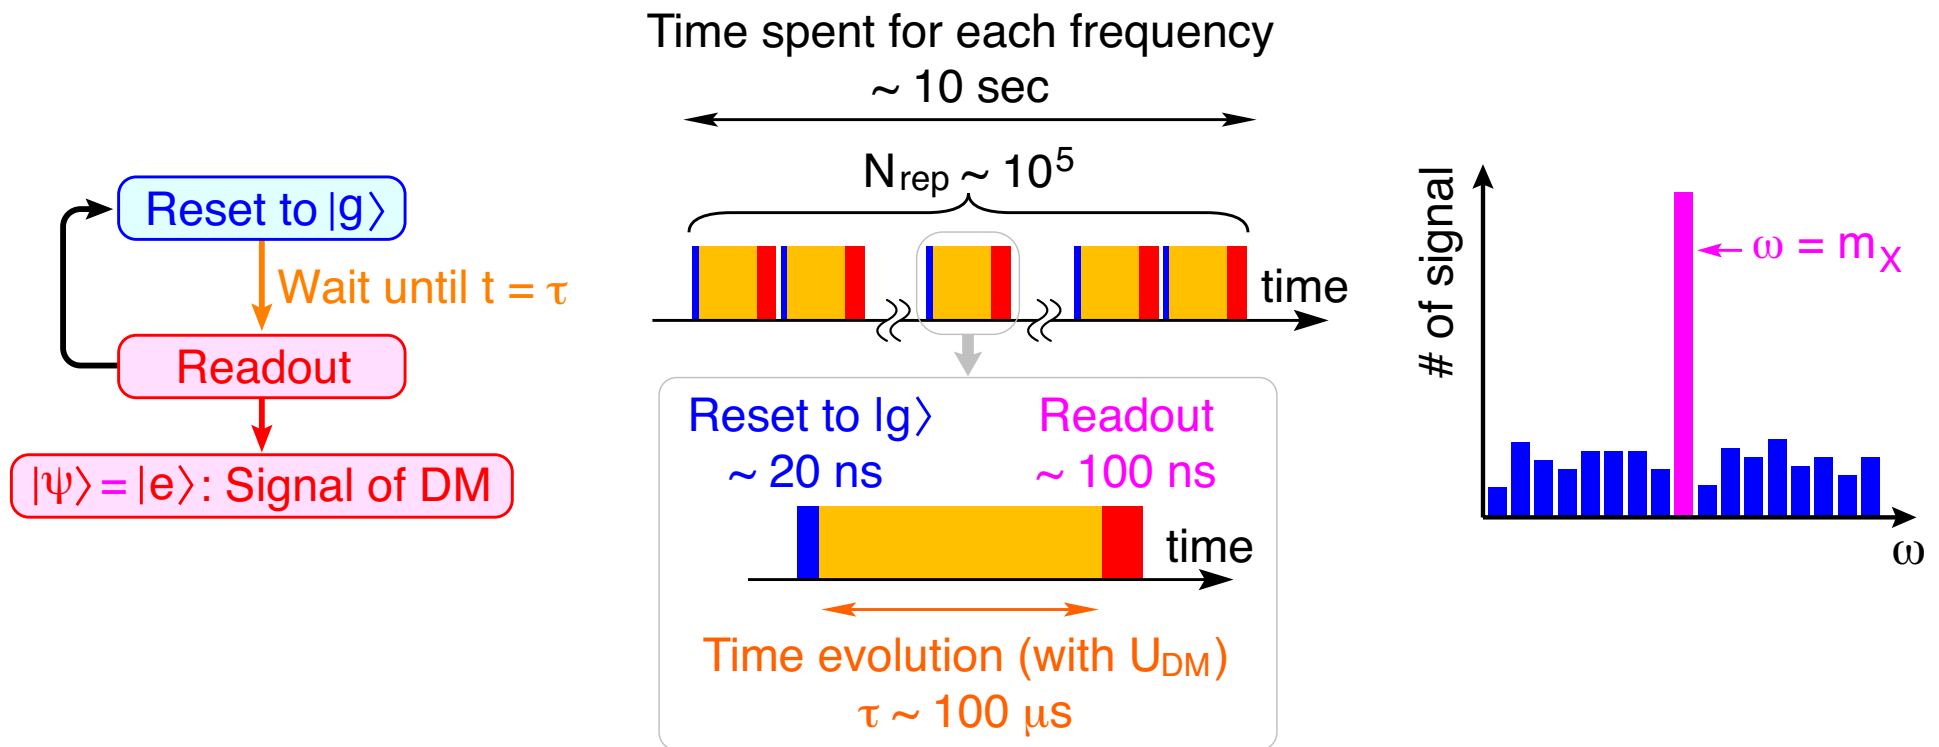 Reset to |g⟩
Wait until t = τ
Readout
|ψ⟩ = |e⟩: Signal of DM
Time spent for each frequency
~ 10 sec
N_rep ~ 10^5
time
Reset to |g⟩
~ 20 ns
Readout
~ 100 ns
time
Time evolution (with U_DM)
τ ~ 100 μs
# of signal
ω = m_X
ω